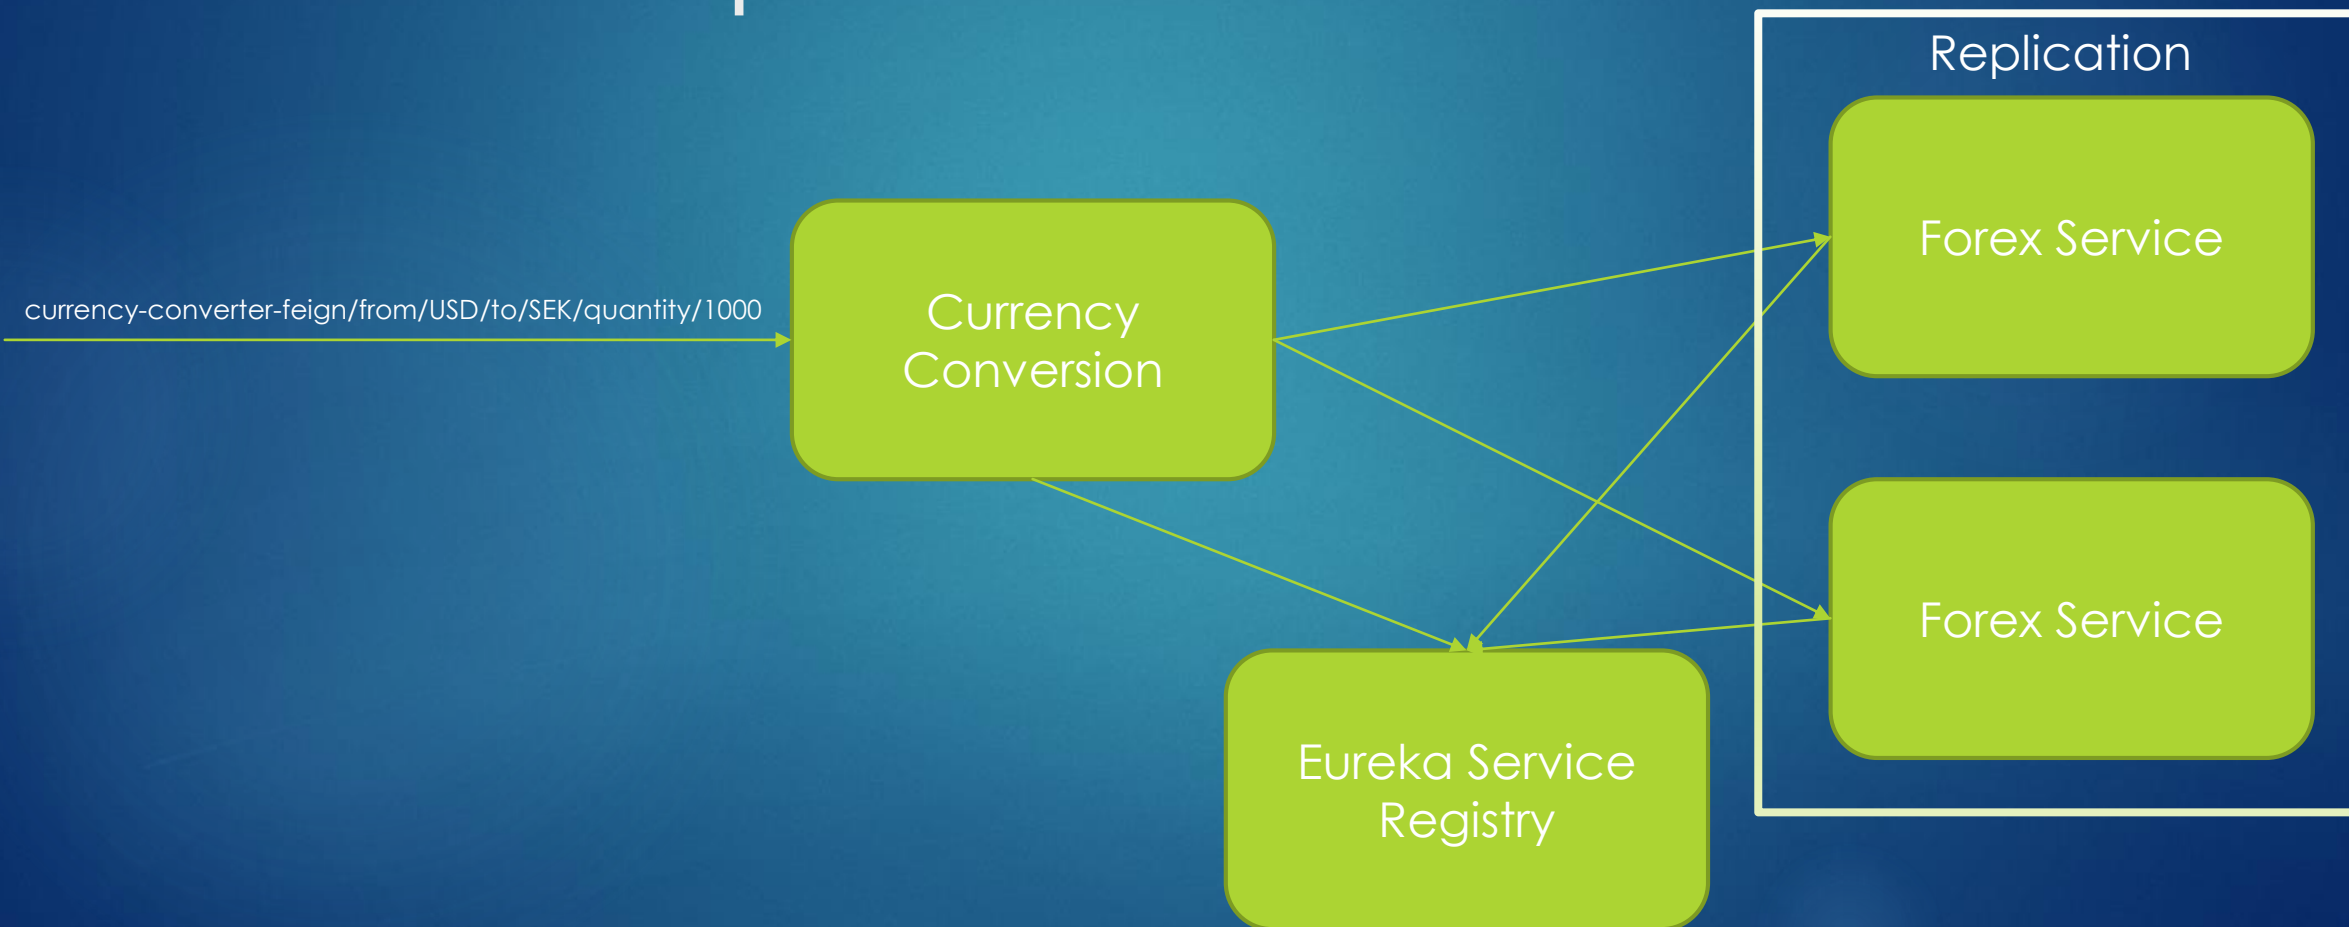 Replication
Forex Service
currency-converter-feign/from/USD/to/SEK/quantity/1000
Currency
Conversion
Forex Service
Eureka Service
Registry